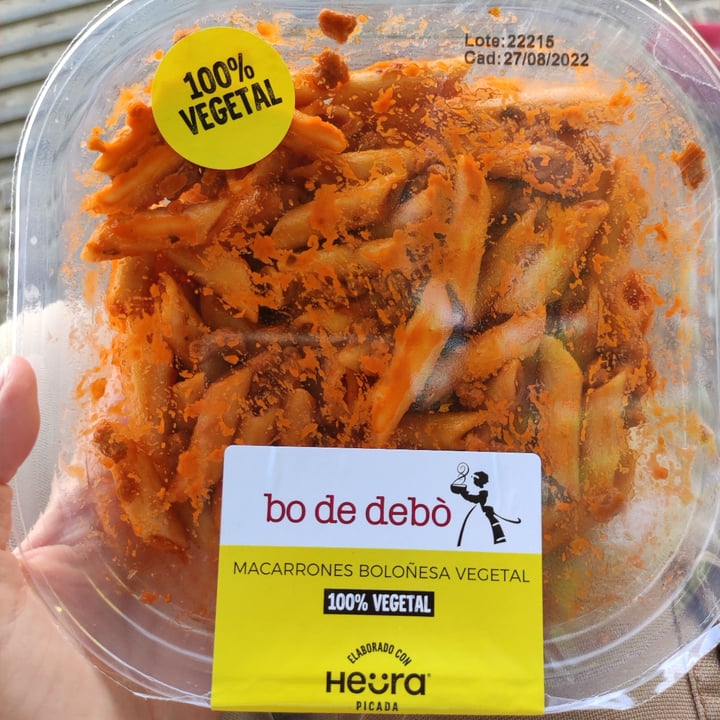 Lote:22215
Cad:27/08/2022
100%
VEGETAL
bo de debò
MACARRONES BOLOÑESA VEGETAL
100% VEGETAL
ELABORADO CON
HEURA
PICADA